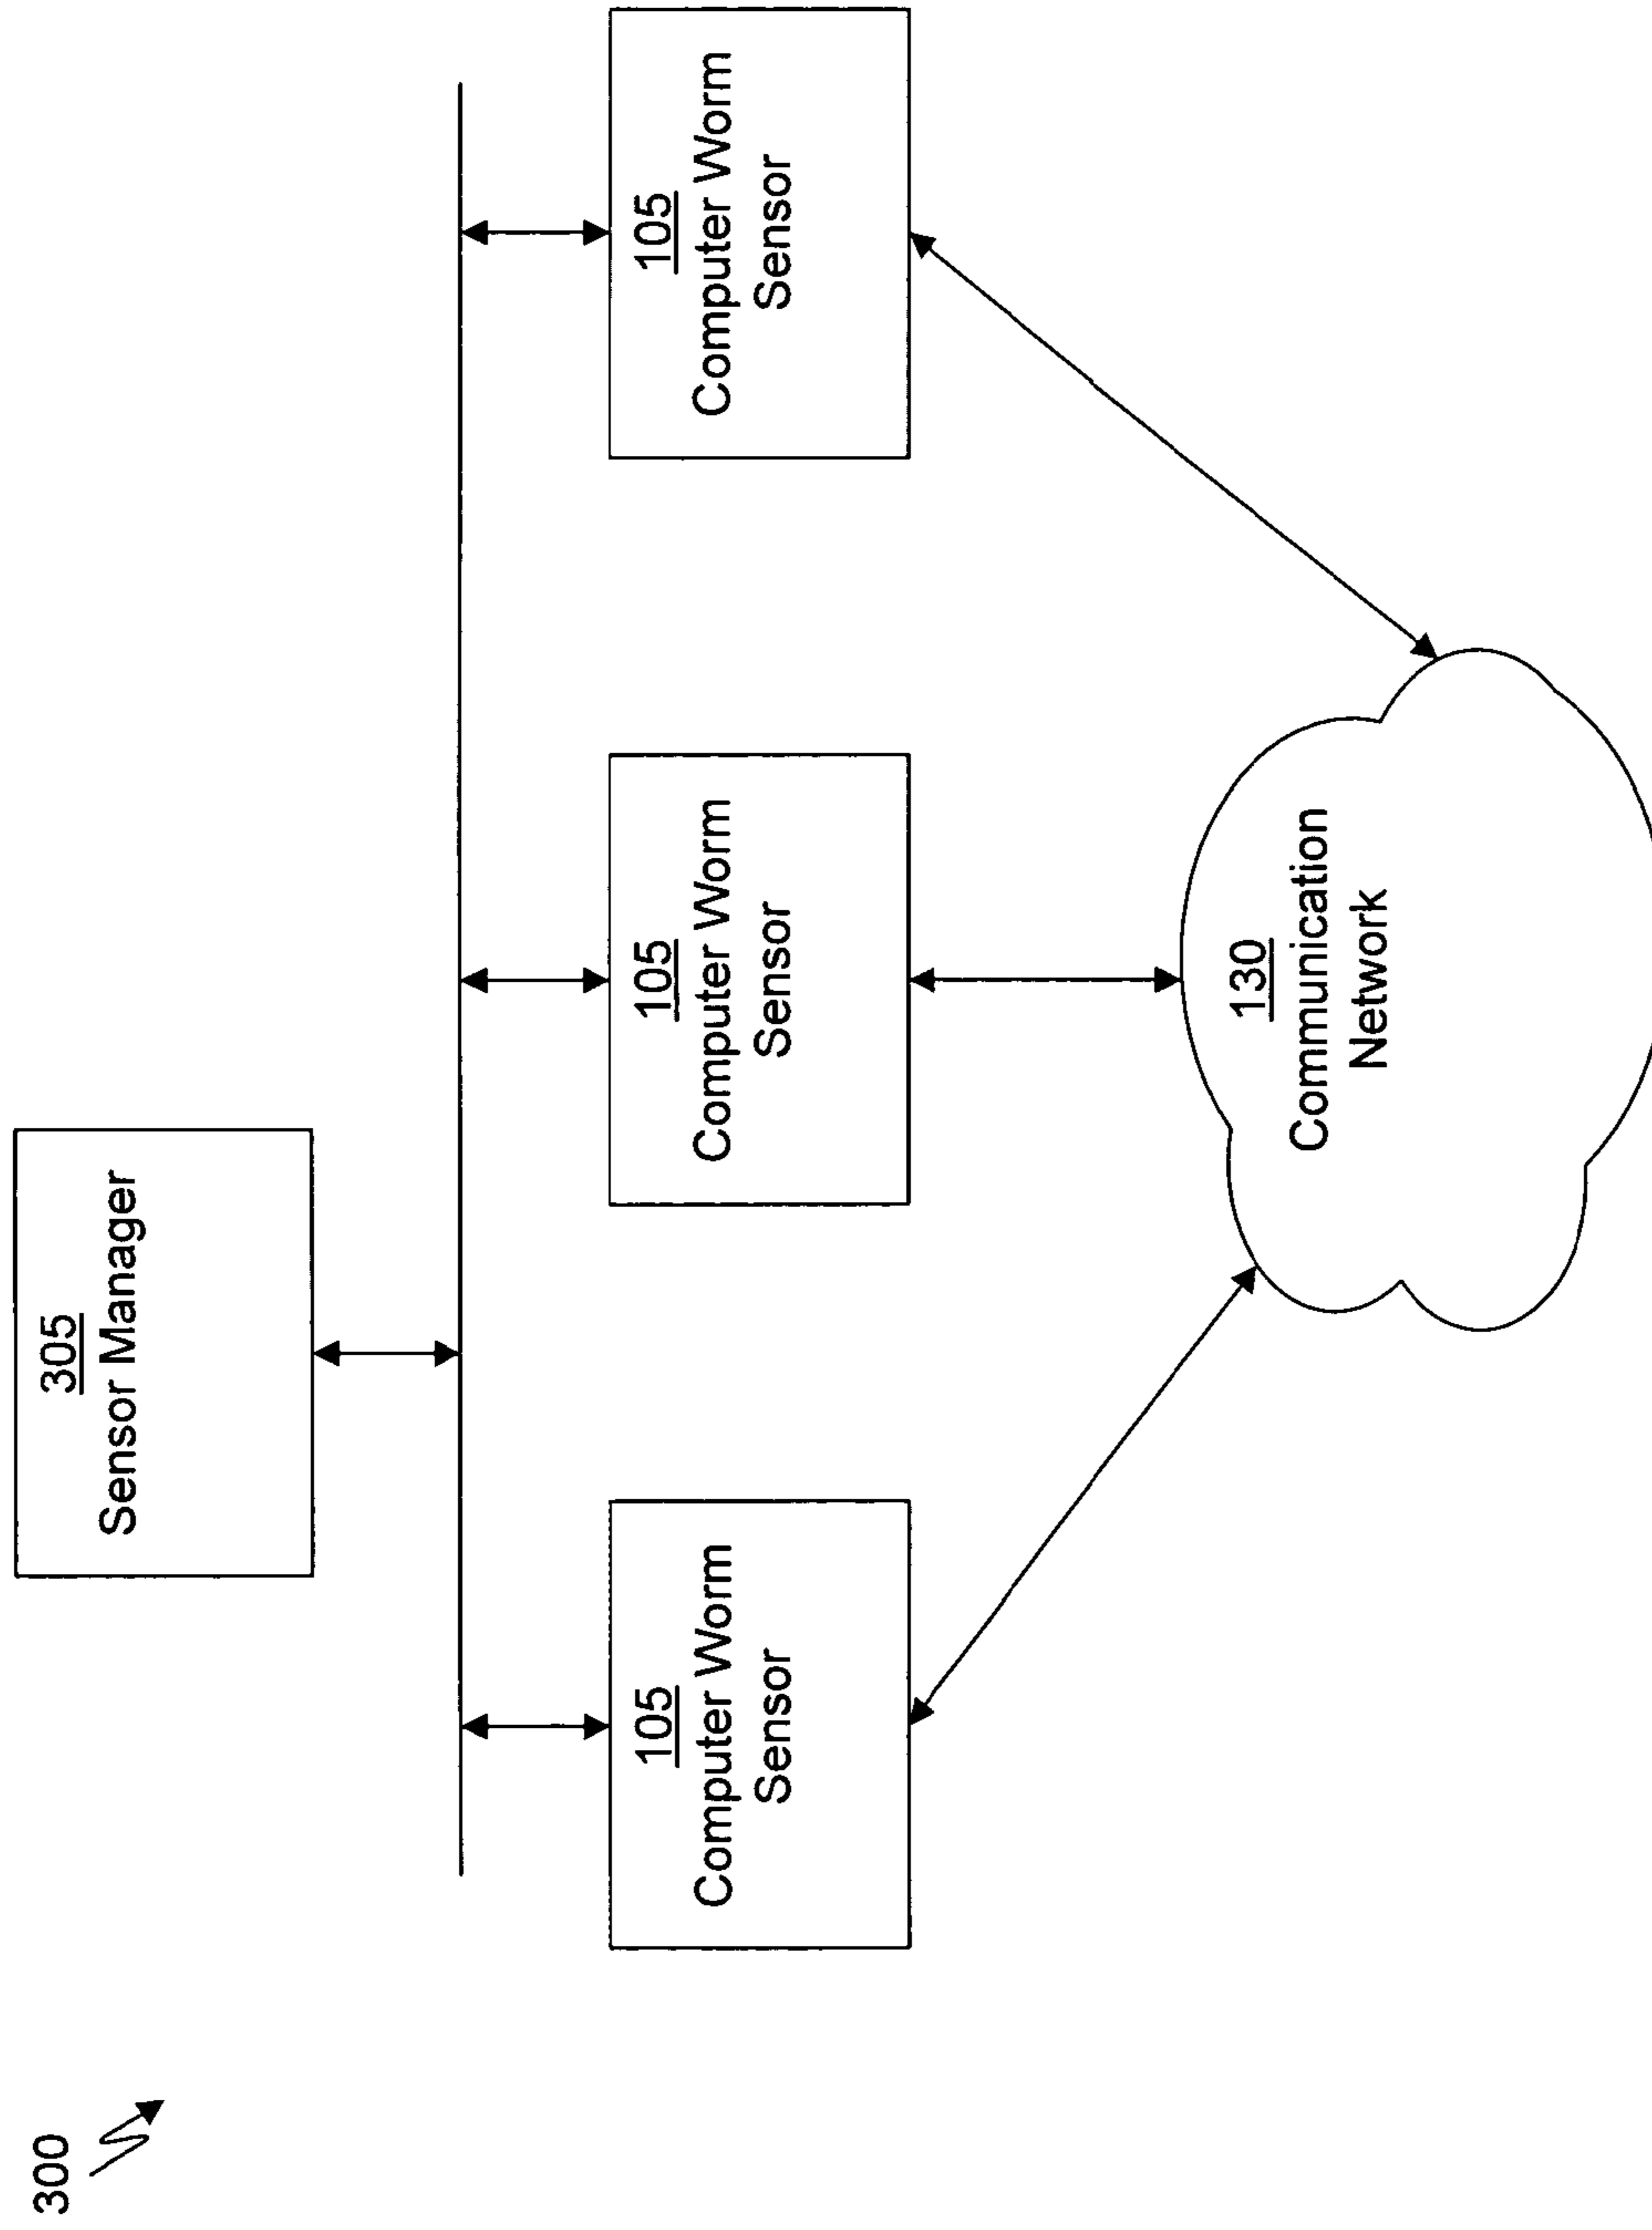 300
305
Sensor Manager
105
Computer Worm
Sensor
105
Computer Worm
Sensor
105
Computer Worm
Sensor
130
Communication
Network